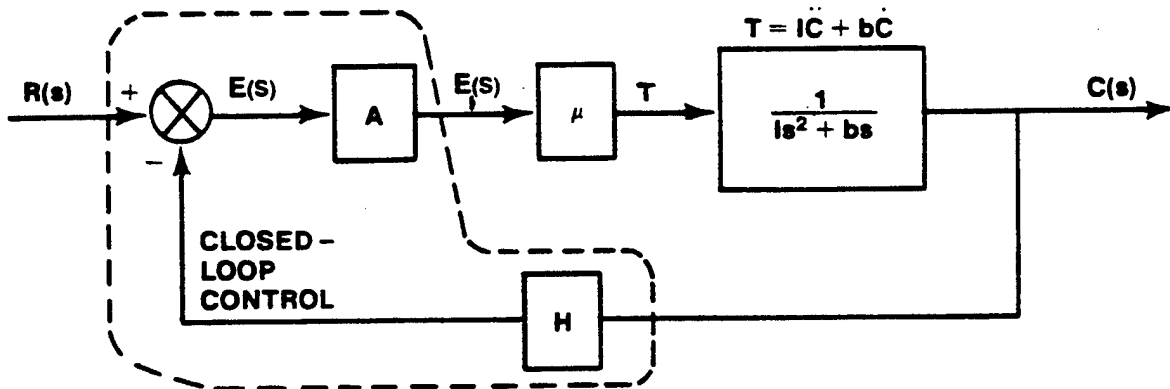 T = IC̈ + bĊ
R(s)
+
E(S)
A
E(S)
μ
T
1
Is² + bs
C(s)
−
CLOSED –
LOOP
CONTROL
H